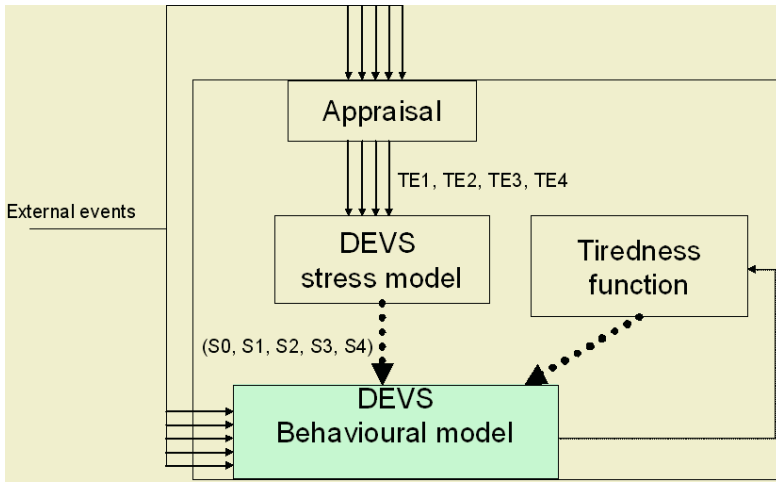 Appraisal
TE1, TE2, TE3, TE4
External events
DEVS
stress model
Tiredness
function
(S0, S1, S2, S3, S4)
DEVS
Behavioural model